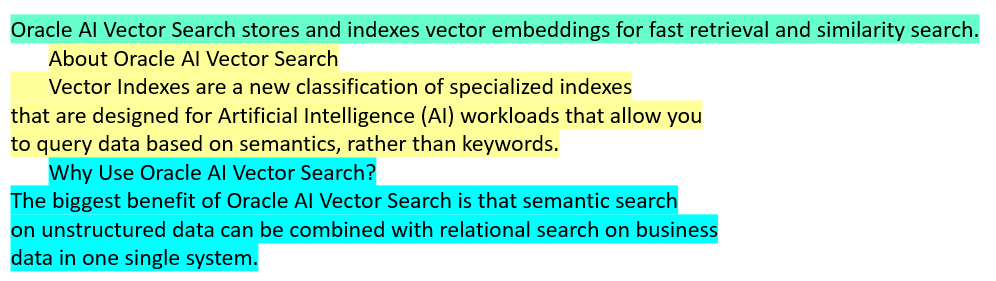 Oracle AI Vector Search stores and indexes vector embeddings for fast retrieval and similarity search.
About Oracle AI Vector Search
Vector Indexes are a new classification of specialized indexes
that are designed for Artificial Intelligence (AI) workloads that allow you
to query data based on semantics, rather than keywords.
Why Use Oracle AI Vector Search?
The biggest benefit of Oracle AI Vector Search is that semantic search
on unstructured data can be combined with relational search on business
data in one single system.